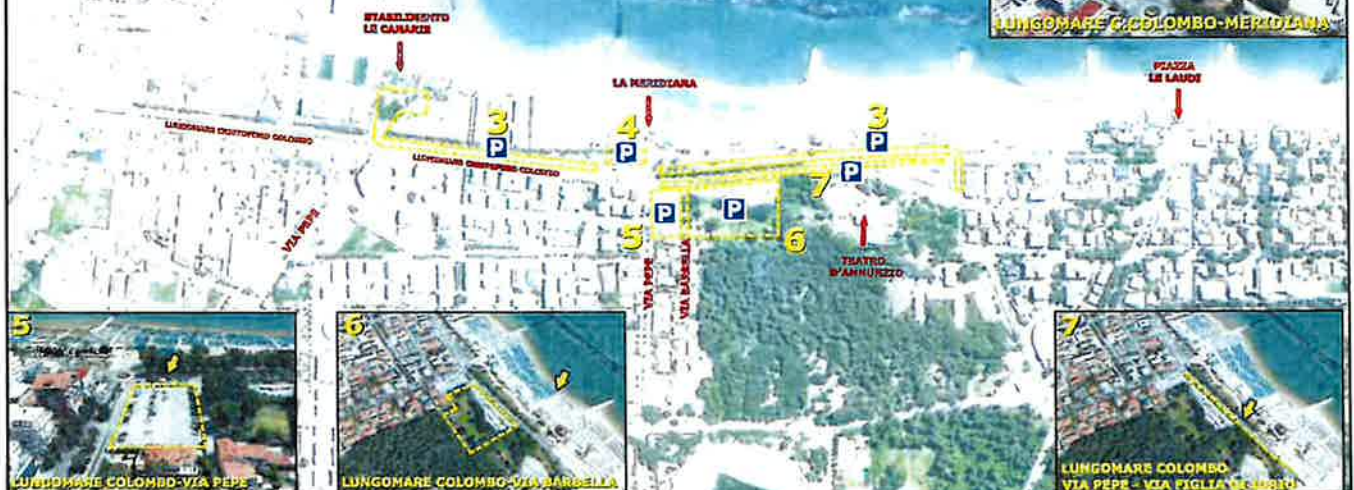 LUNGOMARE C.COLOMBO-MERIDIANA
STABILIMENTO
LE CANARIE
LA MERIDIANA
PIAZZA
LE LAUDI
LUNGOMARE CRISTOFORO COLOMBO
3
P
4
P
3
P
LUNGOMARE CRISTOFORO COLOMBO
7
P
VIA PEPE
5
P
P
6
TEATRO
D'ANNUNZIO
VIA PEPE
VIA BARBELLA
5
LUNGOMARE COLOMBO-VIA PEPE
6
LUNGOMARE COLOMBO-VIA BARBELLA
7
LUNGOMARE COLOMBO
VIA PEPE - VIA FIGLIA DI IORIO